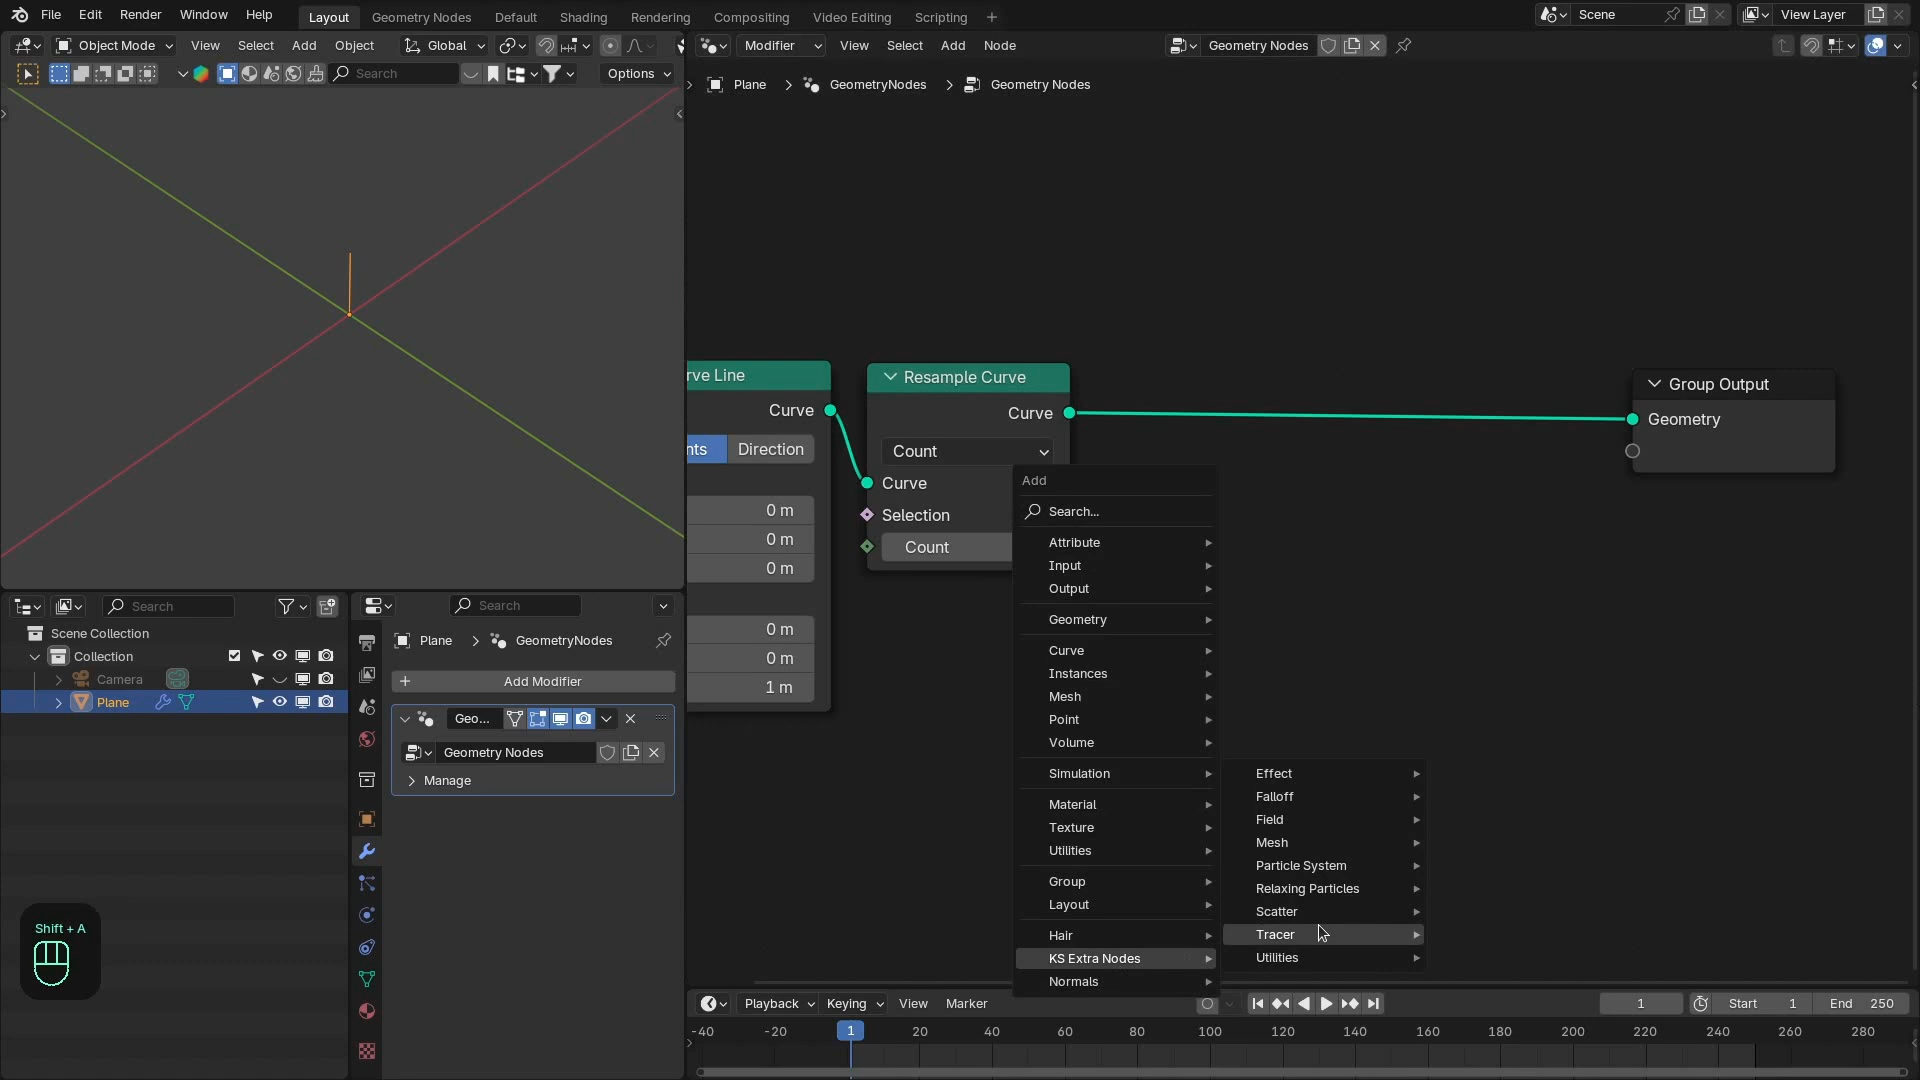 File Edit Render Window Help Layout Geometry Nodes Default Shading Rendering Compositing Video Editing Scripting + Scene View Layer
Object Mode View Select Add Object Global Modifier View Select Add Node Geometry Nodes
Search Options
Plane > GeometryNodes > Geometry Nodes
rve Line
Curve
nts Direction
0 m
0 m
0 m
0 m
0 m
1 m
Resample Curve
Curve
Count
Curve
Selection
Count
Group Output
Geometry
Add
Search...
Attribute
Input
Output
Geometry
Curve
Instances
Mesh
Point
Volume
Simulation
Material
Texture
Utilities
Group
Layout
Hair
KS Extra Nodes
Normals
Effect
Falloff
Field
Mesh
Particle System
Relaxing Particles
Scatter
Tracer
Utilities
Search
Scene Collection
Collection
Camera
Plane
Shift + A
Search
Plane > GeometryNodes
+ Add Modifier
Geo...
Geometry Nodes
Manage
Playback Keying View Marker 1 Start 1 End 250
-40 -20 1 20 40 60 80 100 120 140 160 180 200 220 240 260 280